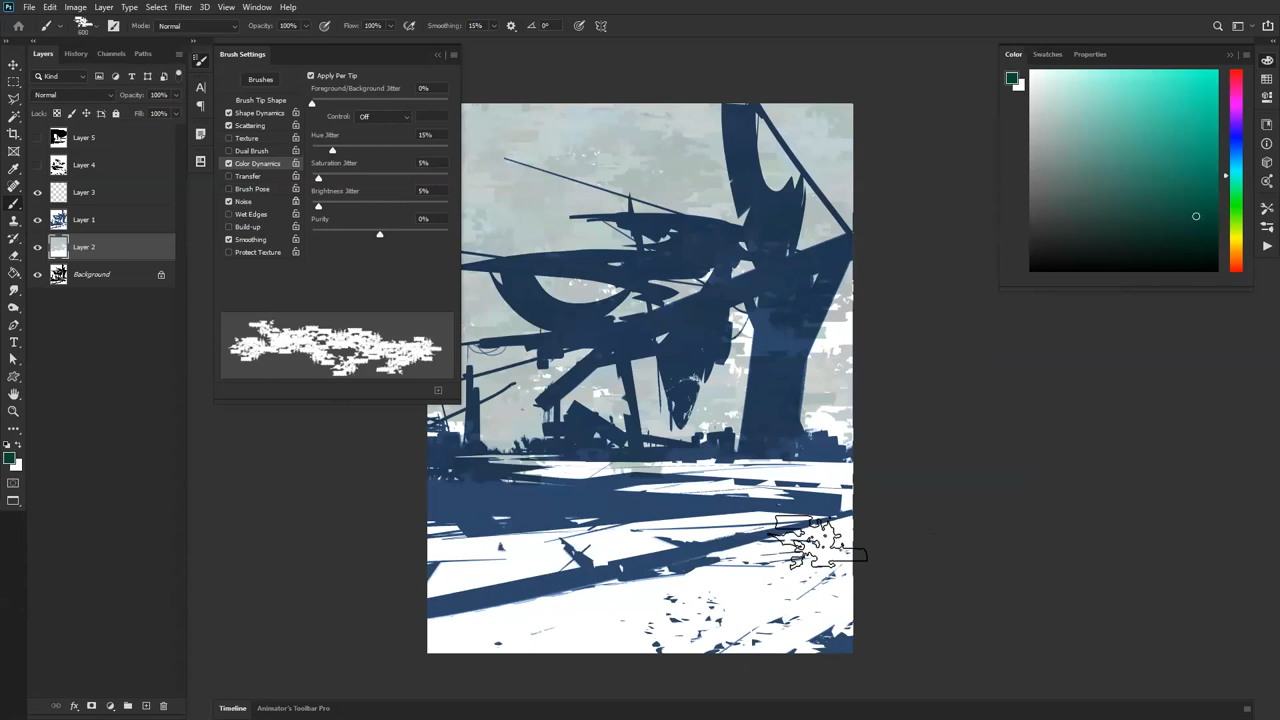 Ps File Edit Image Layer Type Select Filter 3D View Window Help
600 Mode: Normal Opacity: 100% Flow: 100% Smoothing: 15% 0°
Layers History Channels Paths
Kind
Normal Opacity: 100%
Lock: Fill: 100%
Layer 5
Layer 4
Layer 3
Layer 1
Layer 2
Background
Brush Settings
Brushes
Brush Tip Shape
Shape Dynamics
Scattering
Texture
Dual Brush
Color Dynamics
Transfer
Brush Pose
Noise
Wet Edges
Build-up
Smoothing
Protect Texture
Apply Per Tip
Foreground/Background Jitter 0%
Control: Off
Hue Jitter 15%
Saturation Jitter 5%
Brightness Jitter 5%
Purity 0%
Color Swatches Properties
Timeline Animator's Toolbar Pro